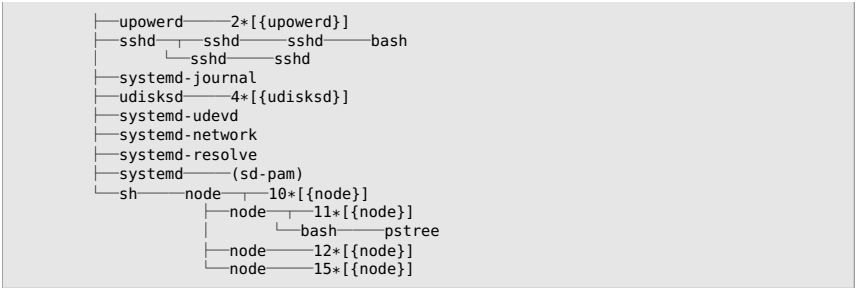 ├──upowerd─────2*[{upowerd}]
├──sshd──┬──sshd─────sshd─────bash
│        └──sshd─────sshd
├──systemd-journal
├──udisksd─────4*[{udisksd}]
├──systemd-udevd
├──systemd-network
├──systemd-resolve
├──systemd─────(sd-pam)
└──sh─────node──┬──10*[{node}]
                ├──node──┬──11*[{node}]
                │        └──bash─────pstree
                ├──node─────12*[{node}]
                └──node─────15*[{node}]